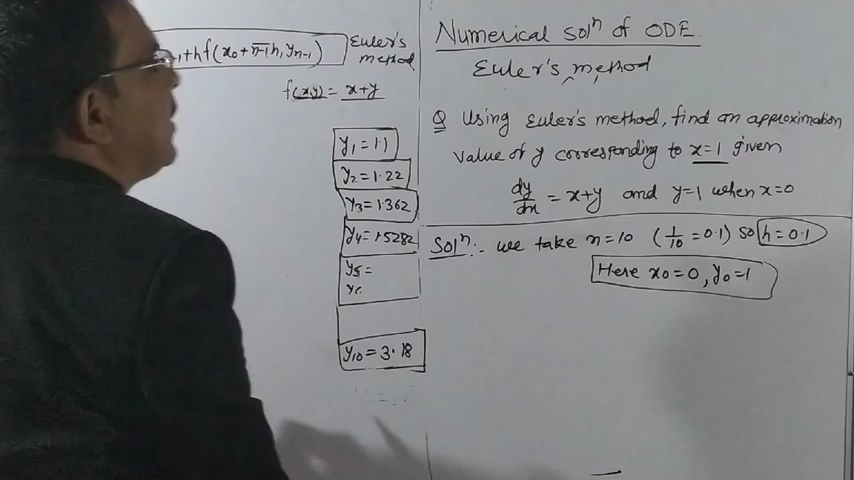 -1+hf(x0+n-1h, yn-1) Euler's method
f(x,y) = x+y
y1 = 1.1
y2 = 1.22
y3 = 1.362
y4 = 1.5282
y5 =
y6
y10 = 3.18
Numerical Solⁿ of ODE.
Euler's method
Q Using Euler's method, find an approximation
value of y corresponding to x=1 given
dy/dx = x+y and y=1 when x=0
Solⁿ:- we take n=10 (1/10 = 0.1) So h=0.1
Here x0=0, y0=1